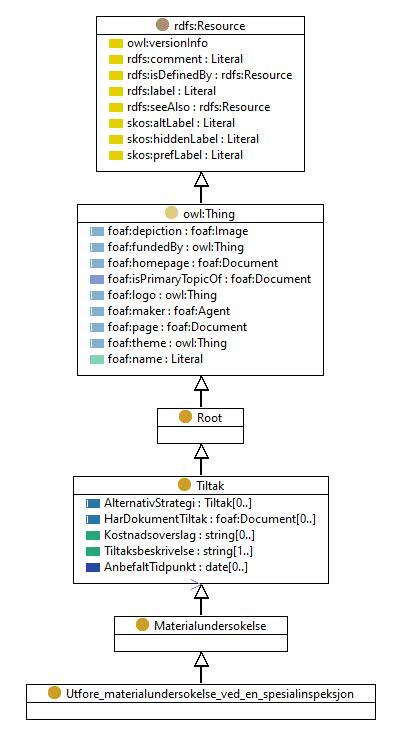 rdfs:Resource
owl:versionInfo
rdfs:comment : Literal
rdfs:isDefinedBy : rdfs:Resource
rdfs:label : Literal
rdfs:seeAlso : rdfs:Resource
skos:altLabel : Literal
skos:hiddenLabel : Literal
skos:prefLabel : Literal
owl:Thing
foaf:depiction : foaf:Image
foaf:fundedBy : owl:Thing
foaf:homepage : foaf:Document
foaf:isPrimaryTopicOf : foaf:Document
foaf:logo : owl:Thing
foaf:maker : foaf:Agent
foaf:page : foaf:Document
foaf:theme : owl:Thing
foaf:name : Literal
Root
Tiltak
AlternativStrategi : Tiltak[0..]
HarDokumentTiltak : foaf:Document[0..]
Kostnadsoverslag : string[0..]
Tiltaksbeskrivelse : string[1..]
AnbefaltTidpunkt : date[0..]
Materialundersokelse
Utfore_materialundersokelse_ved_en_spesialinspeksjon